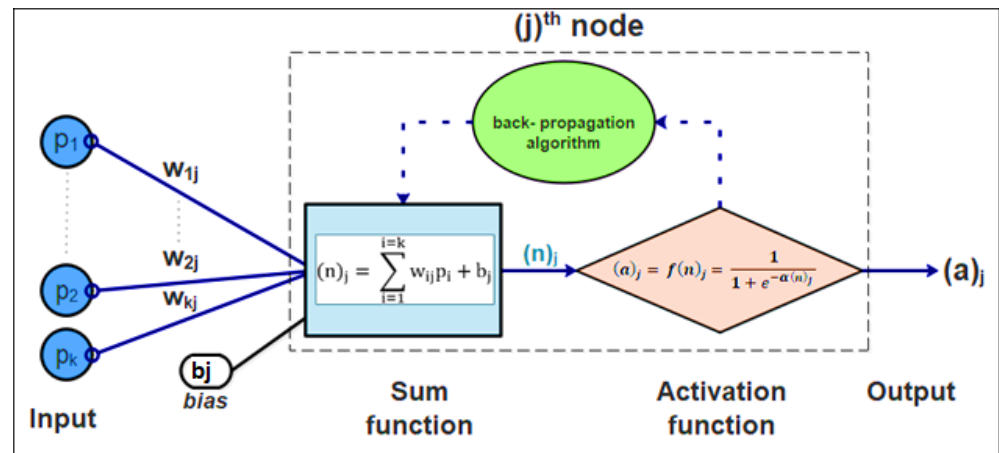 (j)th node
back- propagation
algorithm
p1
w1j
w2j
p2
wkj
pk
(n)j = ∑ i=1 i=k wij pi + bj
(n)j
(a)j = f(n)j = 1 / 1 + e^−α(n)j
(a)j
bj
bias
Input
Sum
function
Activation
function
Output